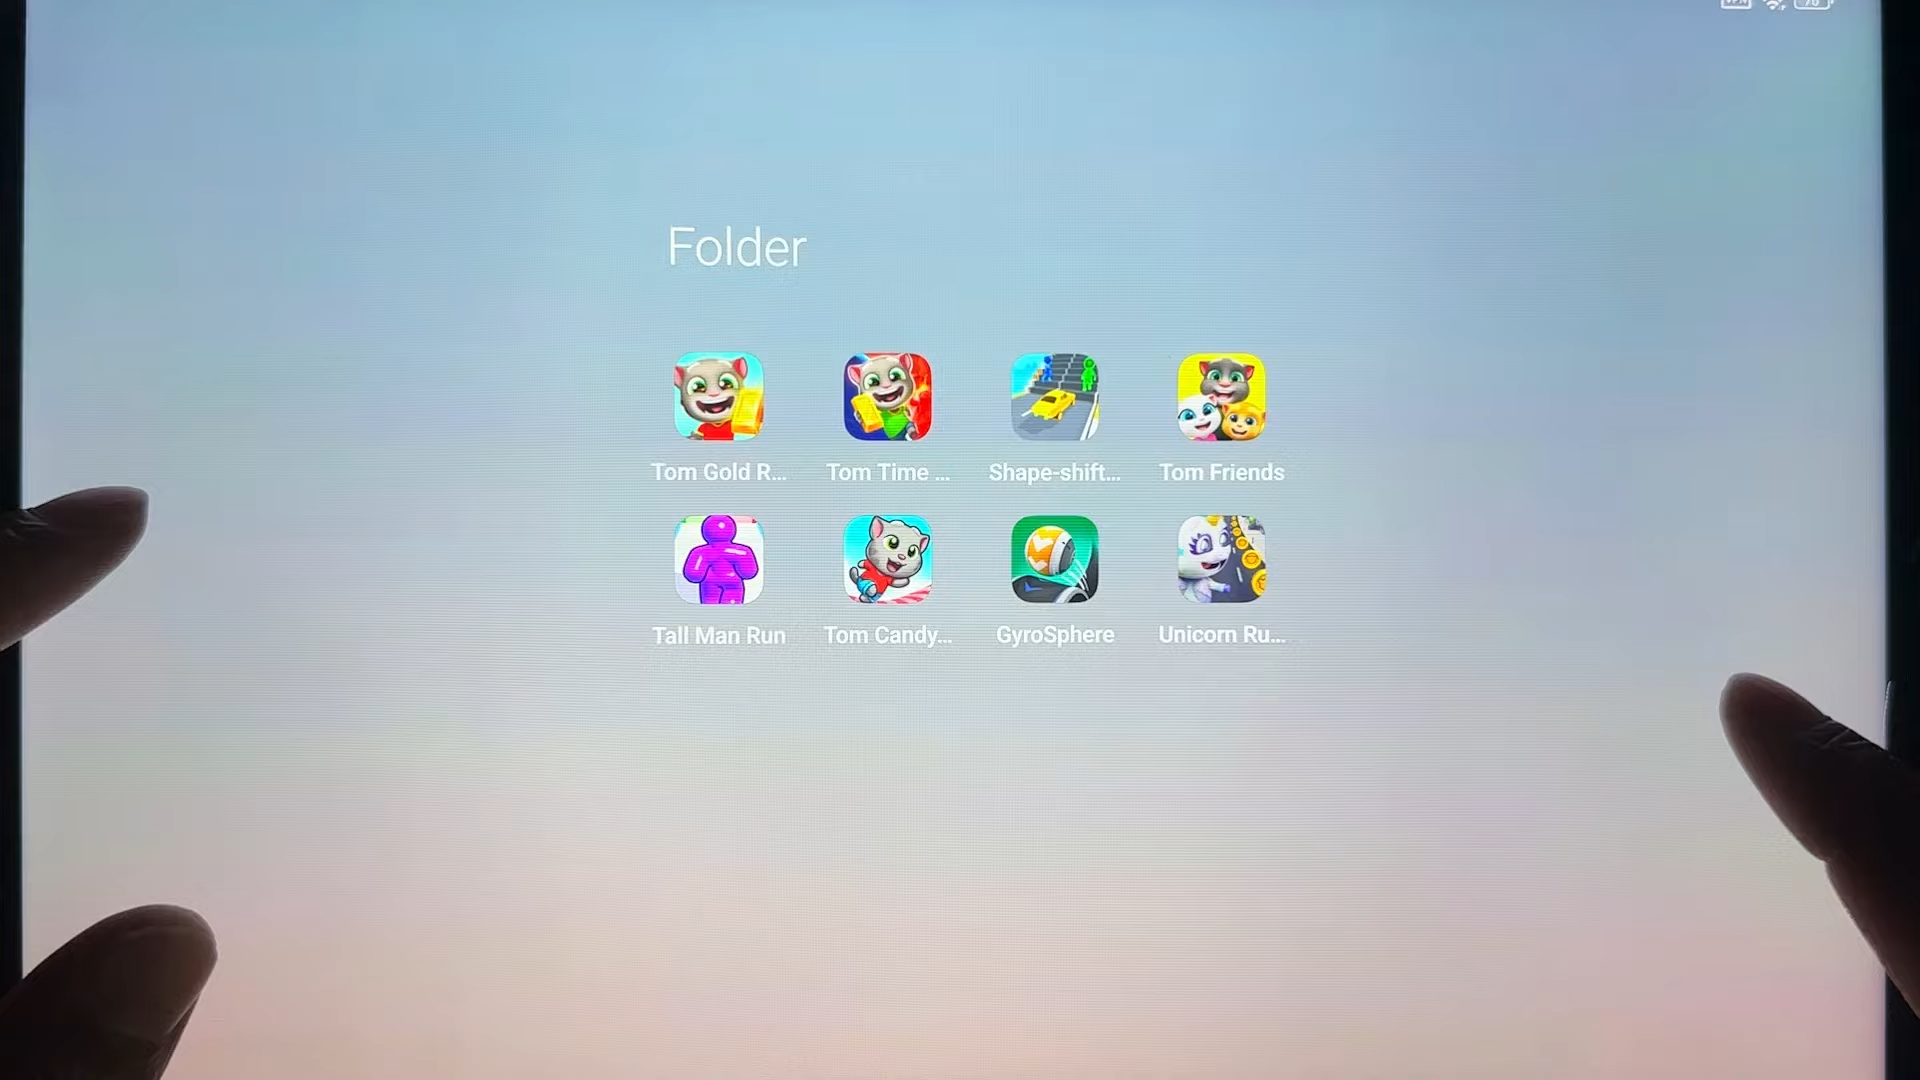 Folder
Tom Gold R...
Tom Time ...
Shape-shift...
Tom Friends
Tall Man Run
Tom Candy...
GyroSphere
Unicorn Ru...